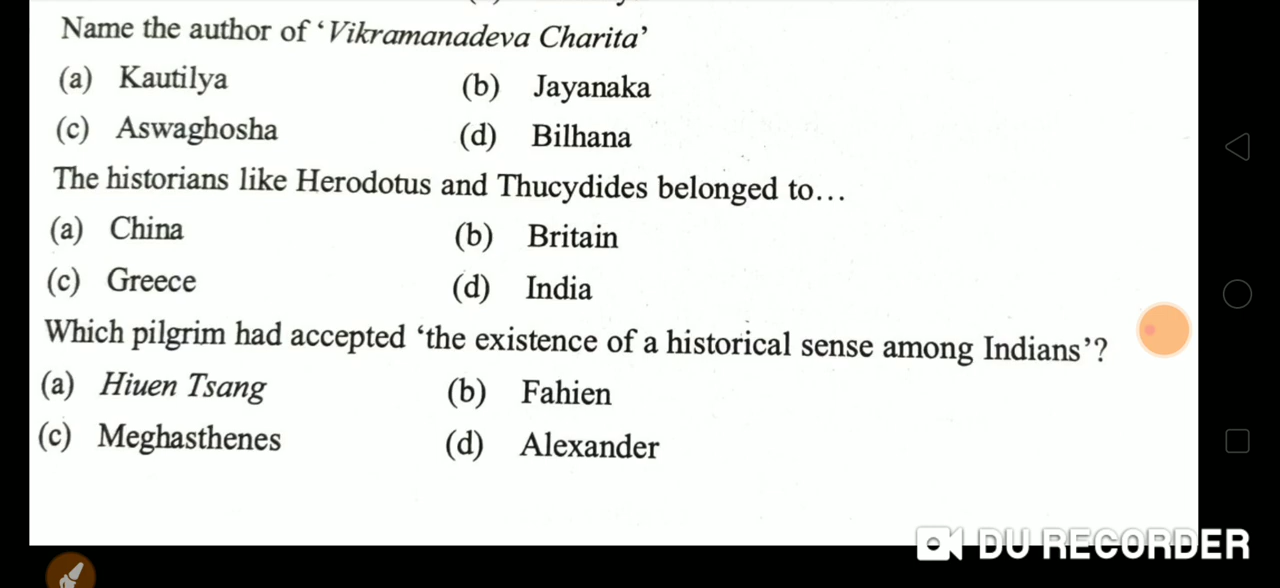 Name the author of ‘Vikramanadeva Charita’
(a) Kautilya (b) Jayanaka
(c) Aswaghosha (d) Bilhana
The historians like Herodotus and Thucydides belonged to...
(a) China (b) Britain
(c) Greece (d) India
Which pilgrim had accepted ‘the existence of a historical sense among Indians’?
(a) Hiuen Tsang (b) Fahien
(c) Meghasthenes (d) Alexander
DU RECORDER